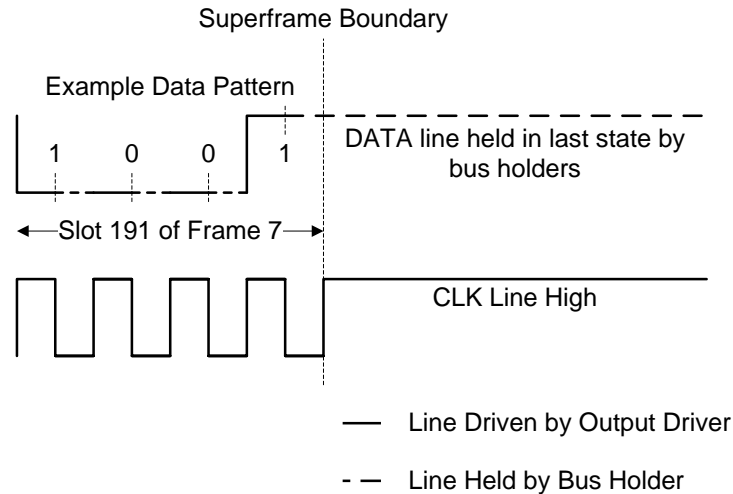 Superframe Boundary
Example Data Pattern
1 0 0 1
DATA line held in last state by
bus holders
Slot 191 of Frame 7
CLK Line High
Line Driven by Output Driver
Line Held by Bus Holder